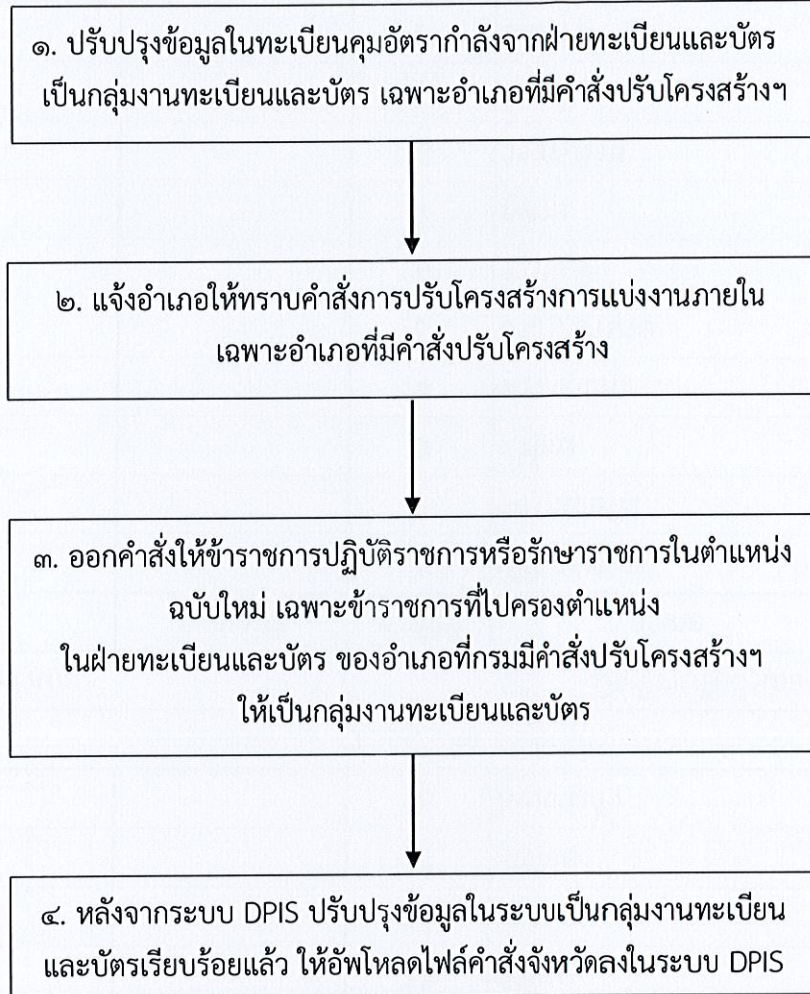 ๑. ปรับปรุงข้อมูลในทะเบียนคุมอัตรากำลังจากฝ่ายทะเบียนและบัตร
เป็นกลุ่มงานทะเบียนและบัตร เฉพาะอำเภอที่มีคำสั่งปรับโครงสร้างฯ
๒. แจ้งอำเภอให้ทราบคำสั่งการปรับโครงสร้างการแบ่งงานภายใน
เฉพาะอำเภอที่มีคำสั่งปรับโครงสร้าง
๓. ออกคำสั่งให้ข้าราชการปฏิบัติราชการหรือรักษาราชการในตำแหน่ง
ฉบับใหม่ เฉพาะข้าราชการที่ไปครองตำแหน่ง
ในฝ่ายทะเบียนและบัตร ของอำเภอที่กรมมีคำสั่งปรับโครงสร้างฯ
ให้เป็นกลุ่มงานทะเบียนและบัตร
๔. หลังจากระบบ DPIS ปรับปรุงข้อมูลในระบบเป็นกลุ่มงานทะเบียน
และบัตรเรียบร้อยแล้ว ให้อัพโหลดไฟล์คำสั่งจังหวัดลงในระบบ DPIS